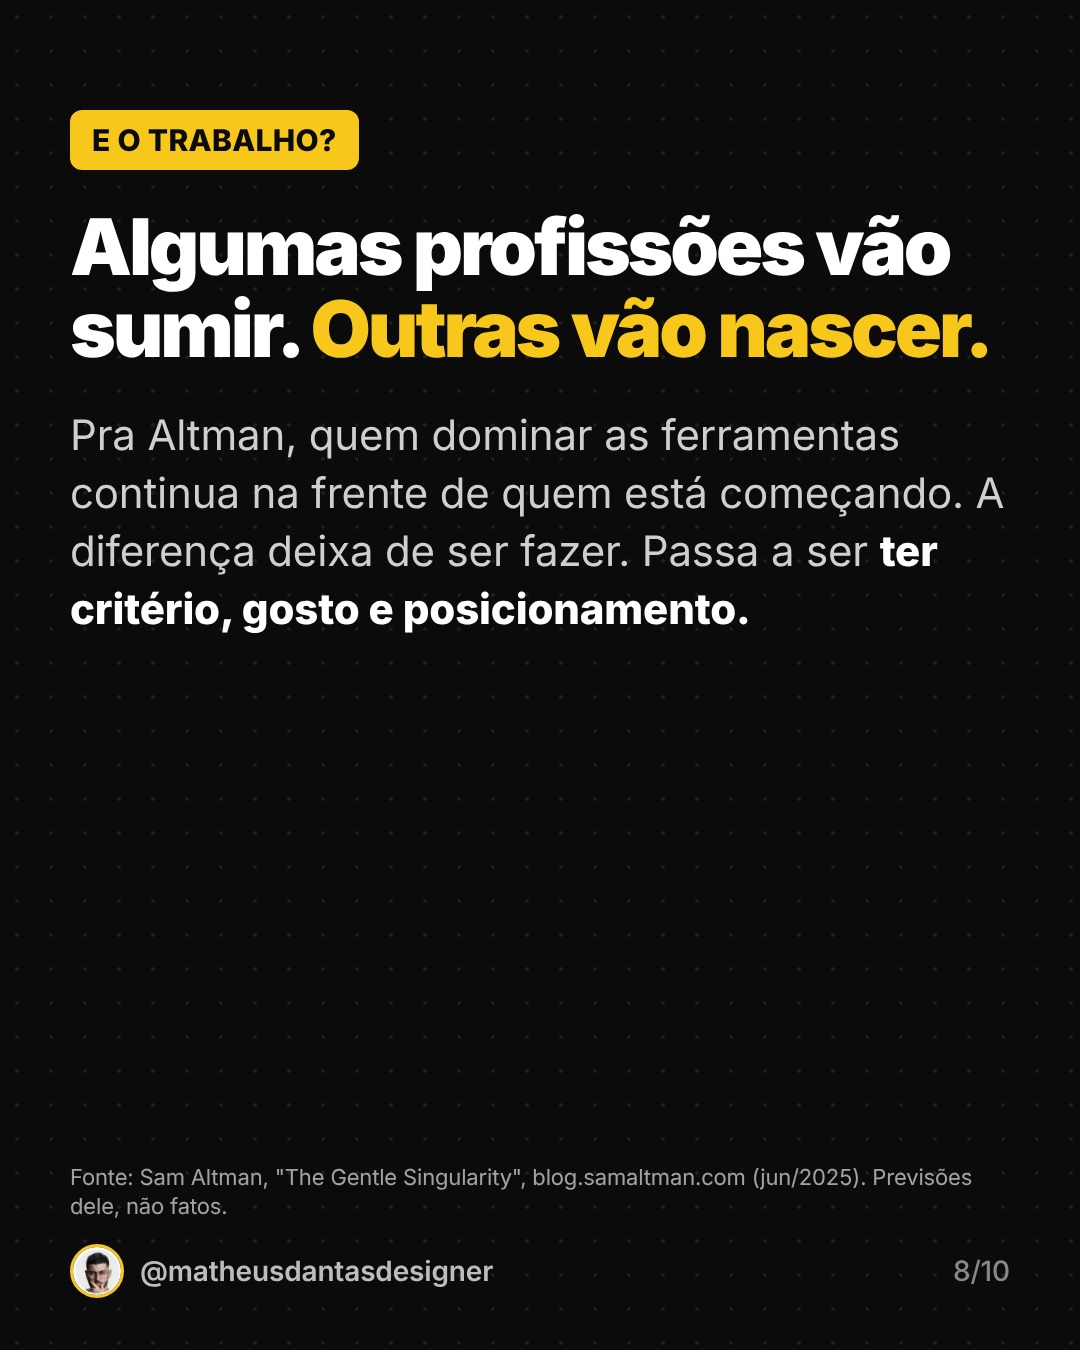 E O TRABALHO?
Algumas profissões vão
sumir. Outras vão nascer.
Pra Altman, quem dominar as ferramentas
continua na frente de quem está começando. A
diferença deixa de ser fazer. Passa a ser ter
critério, gosto e posicionamento.
Fonte: Sam Altman, "The Gentle Singularity", blog.samaltman.com (jun/2025). Previsões
dele, não fatos.
@matheusdantasdesigner
8/10